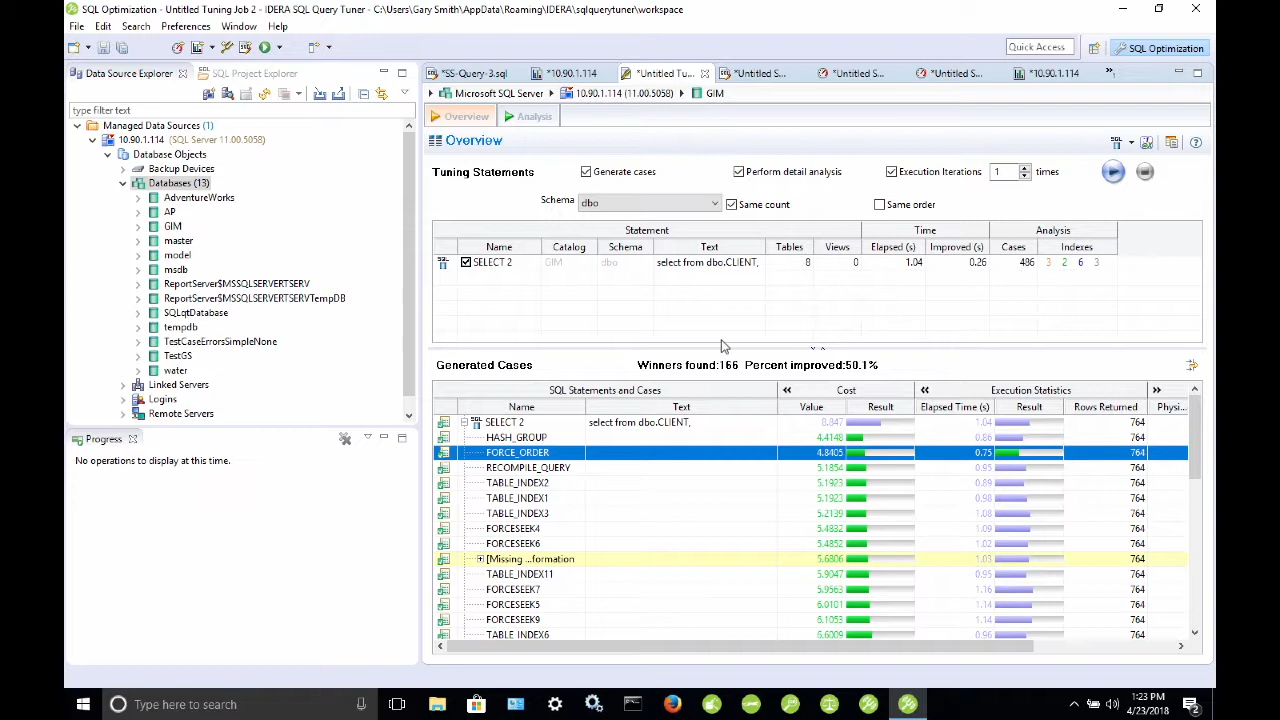 SQL Optimization - Untitled Tuning Job 2 - IDERA SQL Query Tuner - C:\Users\Gary Smith\AppData\Roaming\IDERA\sqlquerytuner\workspace
File Edit Search Preferences Window Help
Quick Access SQL Optimization
Data Source Explorer SQL Project Explorer
type filter text
Managed Data Sources (1)
10.90.1.114 (SQL Server 11.00.5058)
Database Objects
Backup Devices
Databases (13)
AdventureWorks
AP
GIM
master
model
msdb
ReportServer$MSSQLSERVERTSERV
ReportServer$MSSQLSERVERTSERVTempDB
SQLqtDatabase
tempdb
TestCaseErrorsSimpleNone
TestGS
water
Linked Servers
Logins
Remote Servers
Progress
No operations to display at this time.
*SS-Query-3.sql *10.90.1.114 *Untitled Tu... *Untitled S... *Untitled S... *Untitled S... *10.90.1.114
Microsoft SQL Server 10.90.1.114 (11.00.5058) GIM
Overview Analysis
Overview
Tuning Statements Generate cases Perform detail analysis Execution Iterations 1 times
Schema dbo Same count Same order
Statement Time Analysis
Name Catalog Schema Text Tables Views Elapsed (s) Improved (s) Cases Indexes
SELECT 2 GIM dbo select from dbo.CLIENT, 8 0 1.04 0.26 486 3 2 6 3
Generated Cases Winners found:166 Percent improved:50.1%
SQL Statements and Cases Cost Execution Statistics
Name Text Value Result Elapsed Time (s) Result Rows Returned Physi...
SELECT 2 select from dbo.CLIENT, 8.847 1.04 764
HASH_GROUP 4.4148 0.86 764
FORCE_ORDER 4.8405 0.75 764
RECOMPILE_QUERY 5.1854 0.95 764
TABLE_INDEX2 5.1923 0.89 764
TABLE_INDEX1 5.1923 0.98 764
TABLE_INDEX3 5.2139 1.08 764
FORCESEEK4 5.4832 1.09 764
FORCESEEK6 5.4852 1.02 764
[Missing ...formation 5.6806 1.03 764
TABLE_INDEX11 5.9047 0.95 764
FORCESEEK7 5.9563 1.16 764
FORCESEEK5 6.0101 1.14 764
FORCESEEK9 6.1053 1.14 764
TABLE_INDEX6 6.6009 0.96 764
Type here to search
1:23 PM
4/23/2018
2